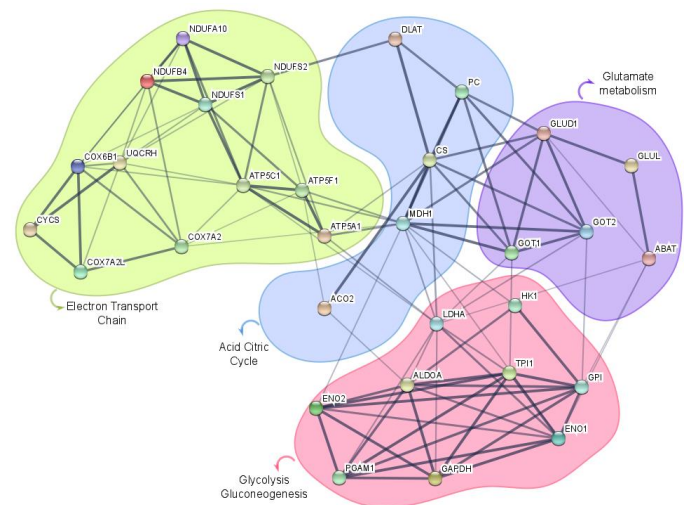 NDUFA10
DLAT
NDUFS2
NDUFB4
PC
Glutamate
metabolism
NDUFS1
GLUD1
CS
GLUL
COX6B1
UQCRH
ATP5C1
ATP5F1
MDH1
GOT2
CYCS
ATP5A1
COX7A2
GOT1
ABAT
COX7A2L
Electron Transport
Chain
ACO2
HK1
LDHA
Acid Citric
Cycle
TPI1
ALDOA
GPI
ENO2
ENO1
PGAM1
GAPDH
Glycolysis
Gluconeogenesis